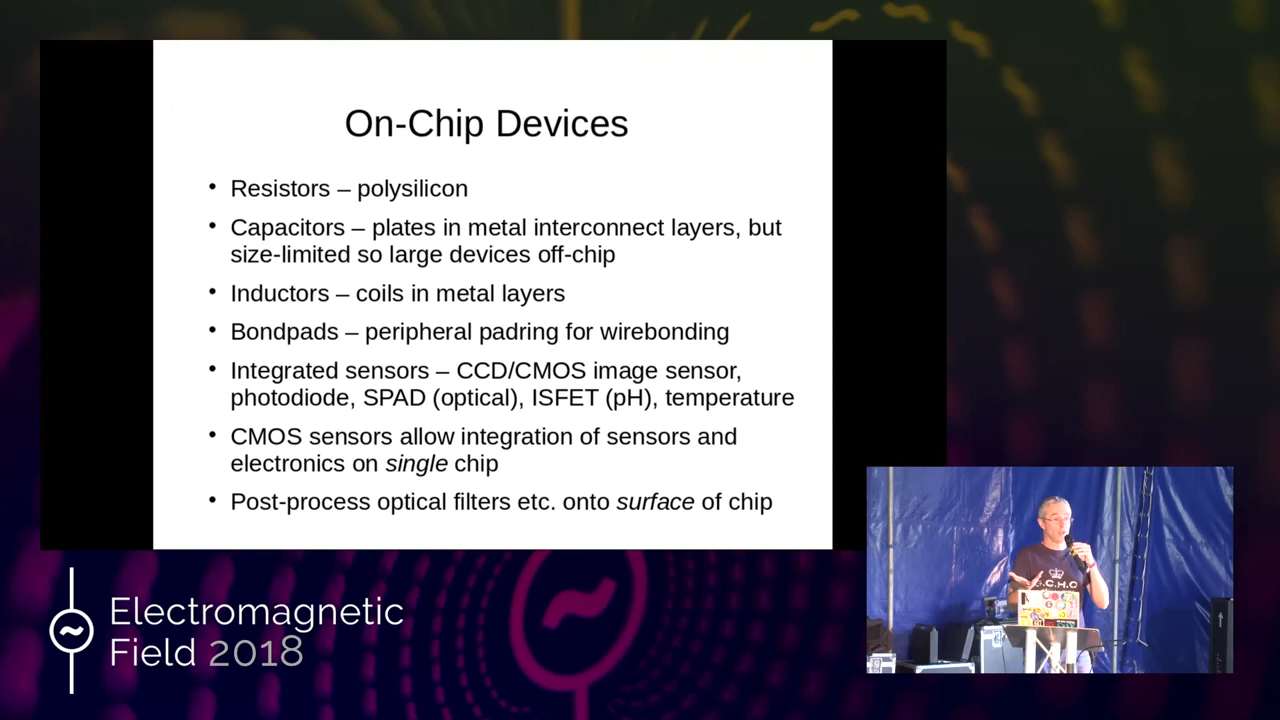 On-Chip Devices
• Resistors – polysilicon
• Capacitors – plates in metal interconnect layers, but
size-limited so large devices off-chip
• Inductors – coils in metal layers
• Bondpads – peripheral padring for wirebonding
• Integrated sensors – CCD/CMOS image sensor,
photodiode, SPAD (optical), ISFET (pH), temperature
• CMOS sensors allow integration of sensors and
electronics on single chip
• Post-process optical filters etc. onto surface of chip
Electromagnetic
Field 2018